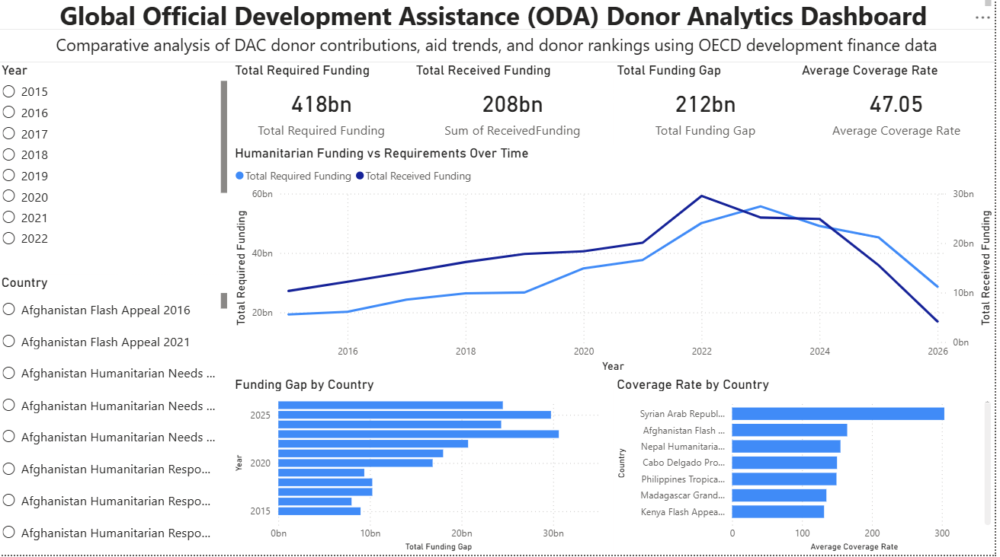 Global Official Development Assistance (ODA) Donor Analytics Dashboard
Comparative analysis of DAC donor contributions, aid trends, and donor rankings using OECD development finance data
Year
2015
2016
2017
2018
2019
2020
2021
2022
Country
Afghanistan Flash Appeal 2016
Afghanistan Flash Appeal 2021
Afghanistan Humanitarian Needs ...
Afghanistan Humanitarian Needs ...
Afghanistan Humanitarian Needs ...
Afghanistan Humanitarian Respo...
Afghanistan Humanitarian Respo...
Afghanistan Humanitarian Respo...
Total Required Funding
418bn
Total Required Funding
Total Received Funding
208bn
Sum of ReceivedFunding
Total Funding Gap
212bn
Total Funding Gap
Average Coverage Rate
47.05
Average Coverage Rate
Humanitarian Funding vs Requirements Over Time
Total Required Funding Total Received Funding
Total Required Funding
60bn
40bn
20bn
30bn
20bn
10bn
0bn
Total Received Funding
2016 2018 2020 2022 2024 2026
Year
Funding Gap by Country
Year
2025
2020
2015
0bn 10bn 20bn 30bn
Total Funding Gap
Coverage Rate by Country
Country
Syrian Arab Republ...
Afghanistan Flash ...
Nepal Humanitaria...
Cabo Delgado Pro...
Philippines Tropica...
Madagascar Grand...
Kenya Flash Appea...
0 100 200 300
Average Coverage Rate